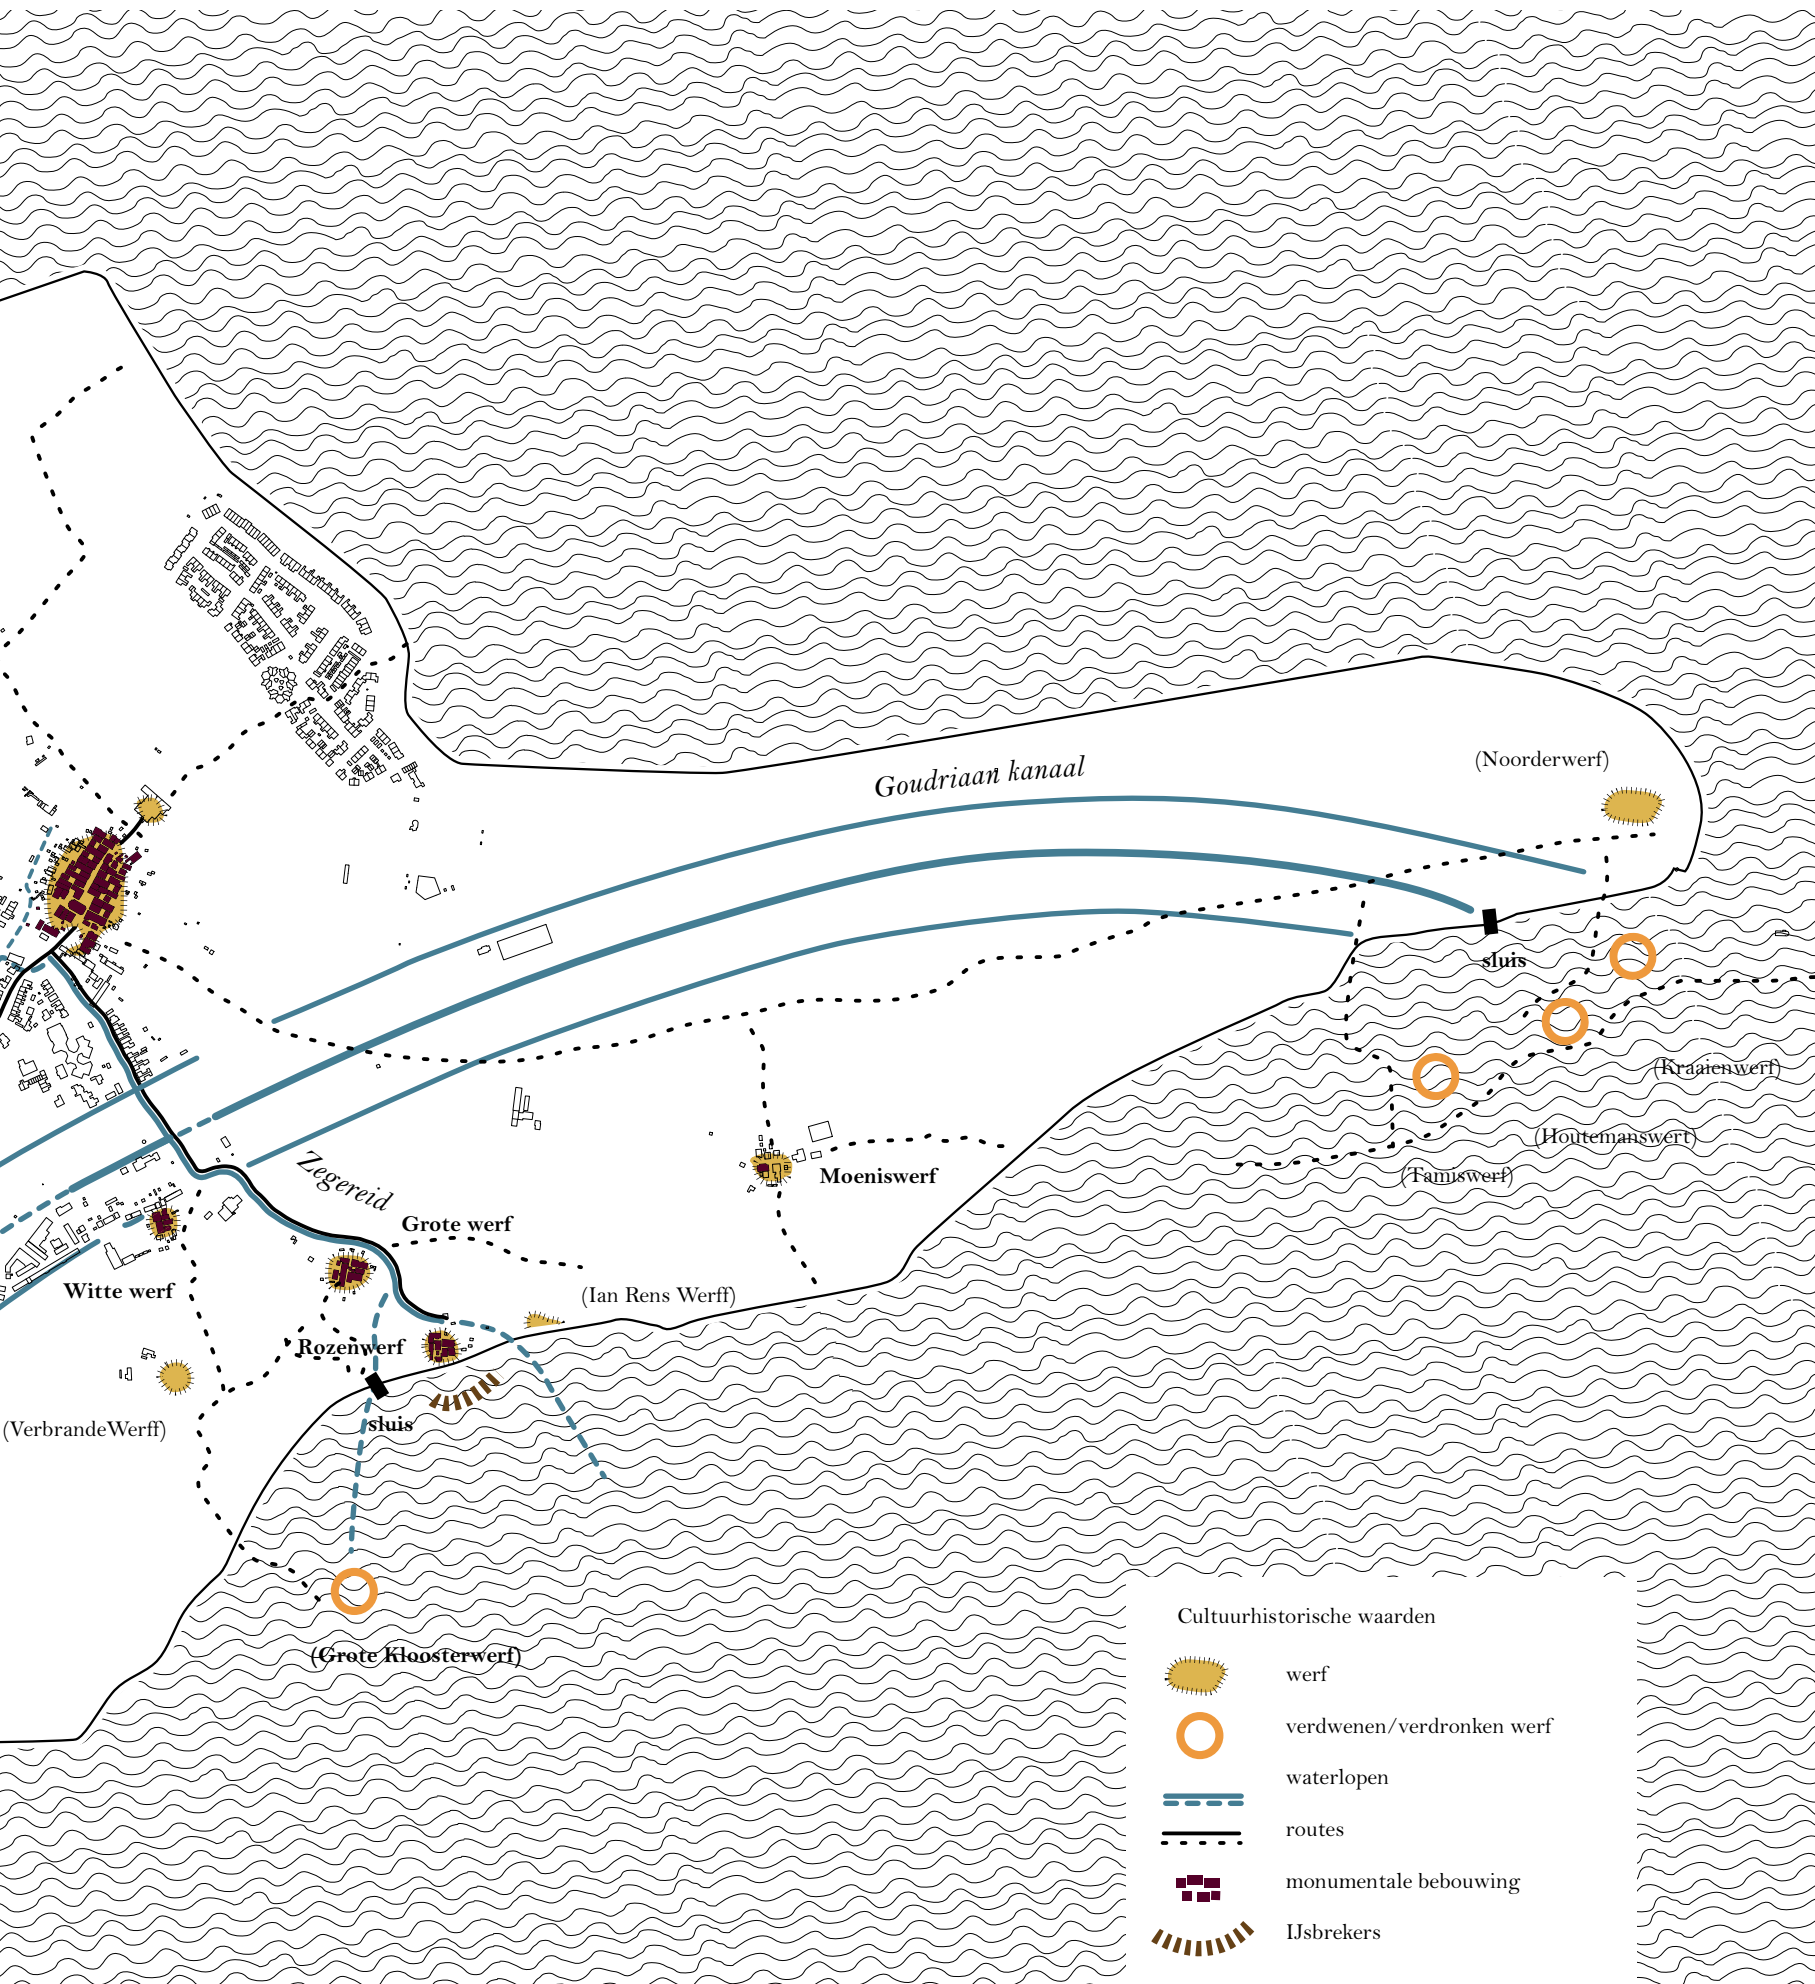 (Noorderwerf)
Goudriaan kanaal
sluis
(Kraaienwerf)
(Houtemanswert)
(Tamiswerf)
Moeniswerf
Zegereid
Grote werf
Witte werf
(Ian Rens Werff)
Rozenwerf
sluis
(VerbrandeWerff)
(Grote Kloosterwerf)
Cultuurhistorische waarden
werf
verdwenen/verdronken werf
waterlopen
routes
monumentale bebouwing
IJsbrekers